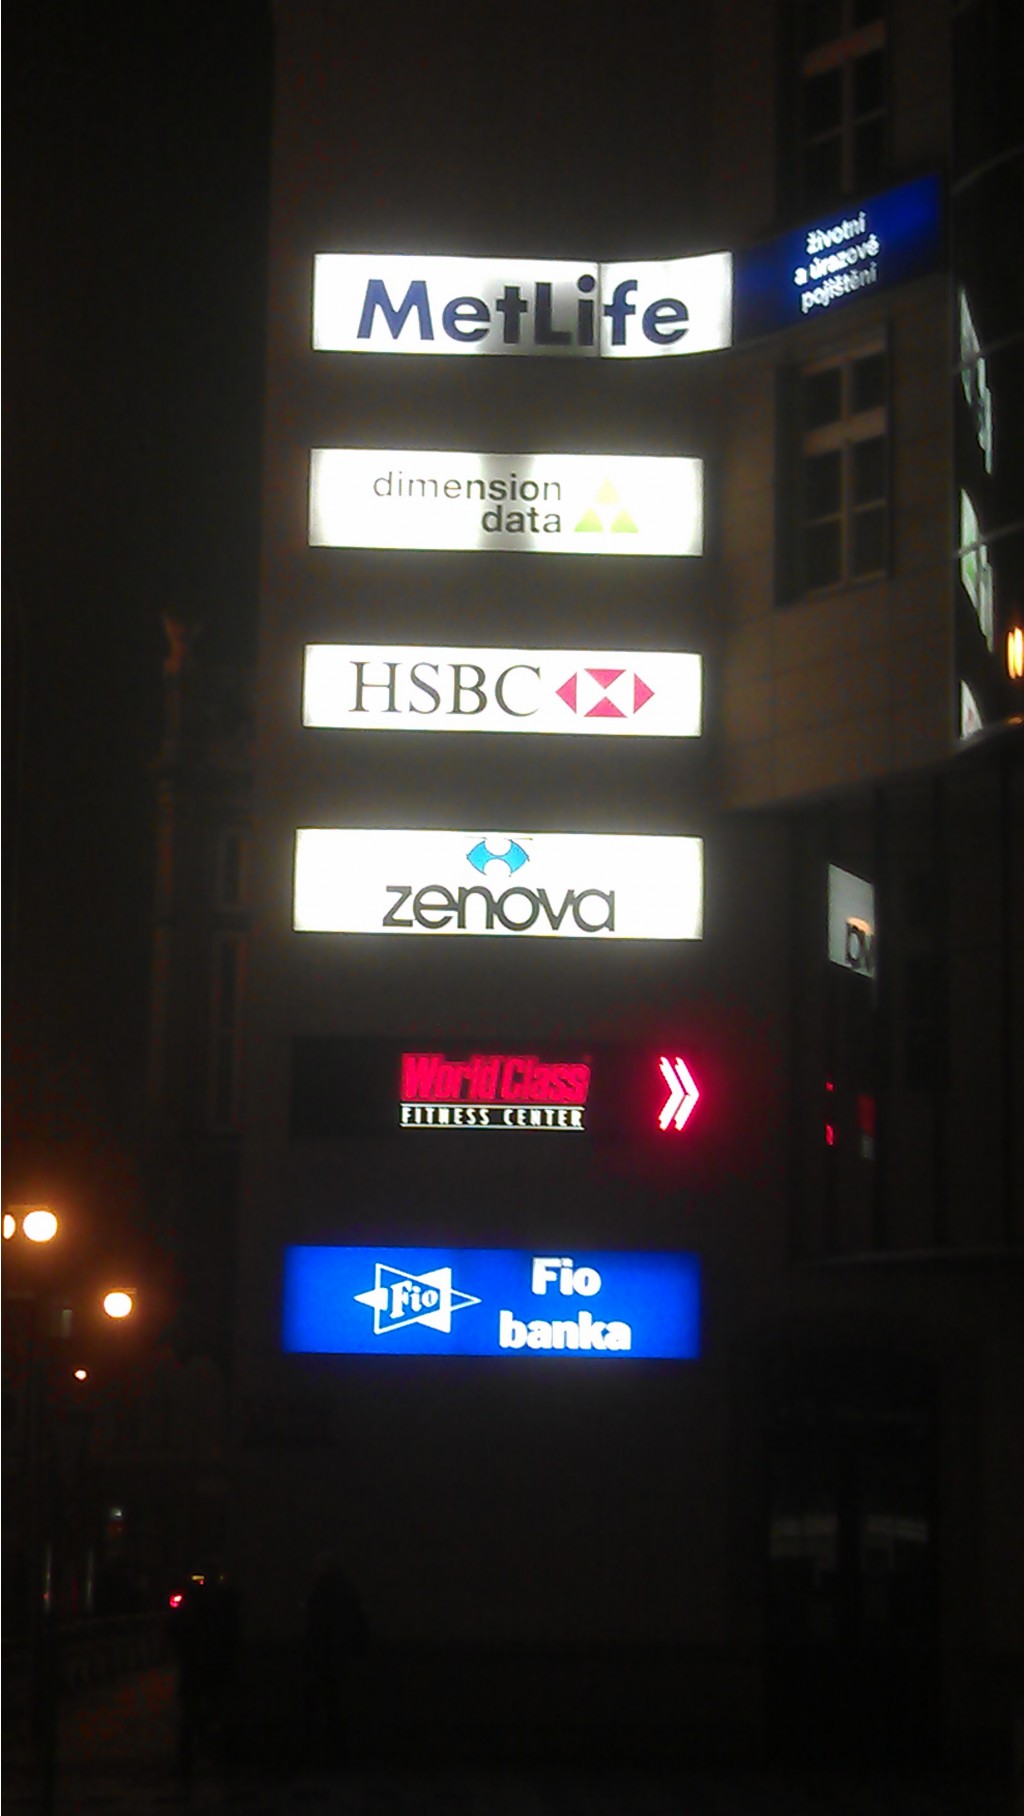 MetLife
životní
a úrazové
pojištění
dimension
data
HSBC
zenova
World Class
FITNESS CENTER
Fio
Fio
banka